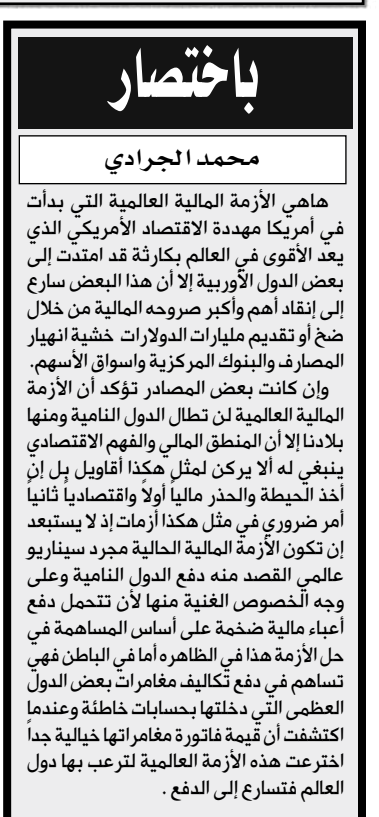 باختصار
محمد الجرادي
هاهي الأزمة المالية العالمية التي بدأت
في أمريكا مهددة الاقتصاد الأمريكي الذي
يعد الأقوى في العالم بكارثة قد امتدت إلى
بعض الدول الأوربية إلا أن هذا البعض سارع
إلى إنقاد أهم وأكبر صروحه المالية من خلال
ضخ أو تقديم مليارات الدولارات خشية انهيار
المصارف والبنوك المركزية واسواق الأسهم.
وإن كانت بعض المصادر تؤكد أن الأزمة
المالية العالمية لن تطال الدول النامية ومنها
بلادنا إلا أن المنطق المالي والفهم الاقتصادي
ينبغي له ألا يركن لمثل هكذا أقاويل بل إن
أخذ الحيطة والحذر مالياً أولاً واقتصادياً ثانياً
أمر ضروري في مثل هكذا أزمات إذ لا يستبعد
إن تكون الأزمة المالية الحالية مجرد سيناريو
عالمي القصد منه دفع الدول النامية وعلى
وجه الخصوص الغنية منها لأن تتحمل دفع
أعباء مالية ضخمة على أساس المساهمة في
حل الأزمة هذا في الظاهره أما في الباطن فهي
تساهم في دفع تكاليف مغامرات بعض الدول
العظمى التي دخلتها بحسابات خاطئة وعندما
اكتشفت أن قيمة فاتورة مغامراتها خيالية جداً
اخترعت هذه الأزمة العالمية لترعب بها دول
العالم فتسارع إلى الدفع .